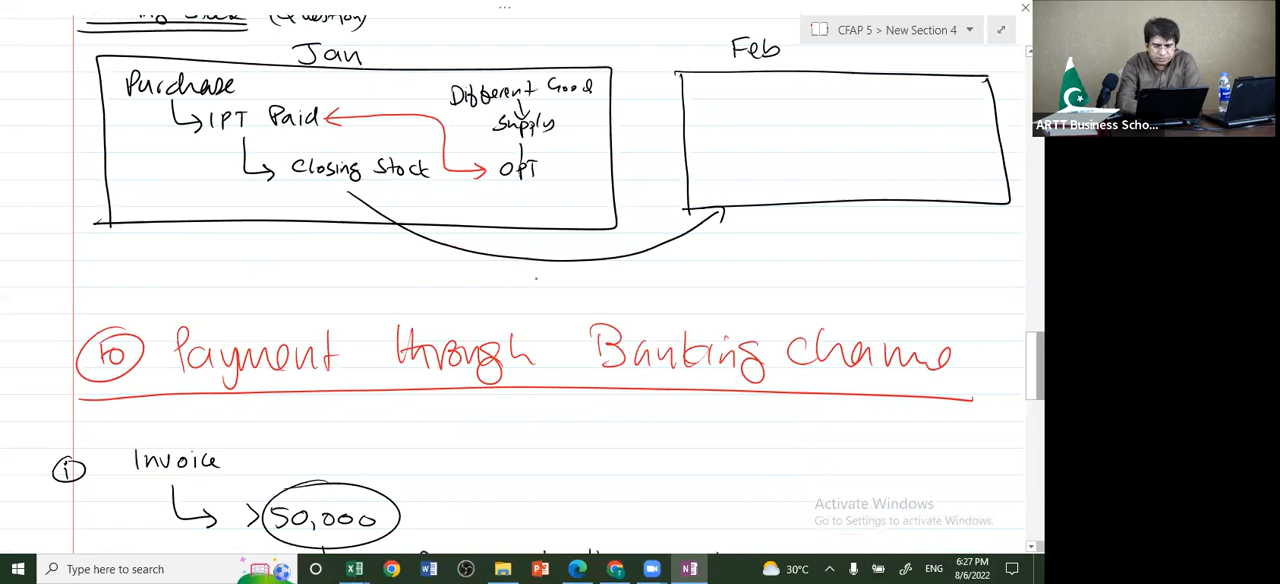 (Question)
CFAP 5 > New Section 4
Jan
Feb
Purchase
Different Good
IPT Paid
Supply
Closing Stock
OPT
ARTT Business Scho...
10 Payment through Banking Channe
i Invoice
> 50,000
Activate Windows
Go to Settings to activate Windows.
Type here to search
30°C
ENG
6:27 PM
8/6/2022